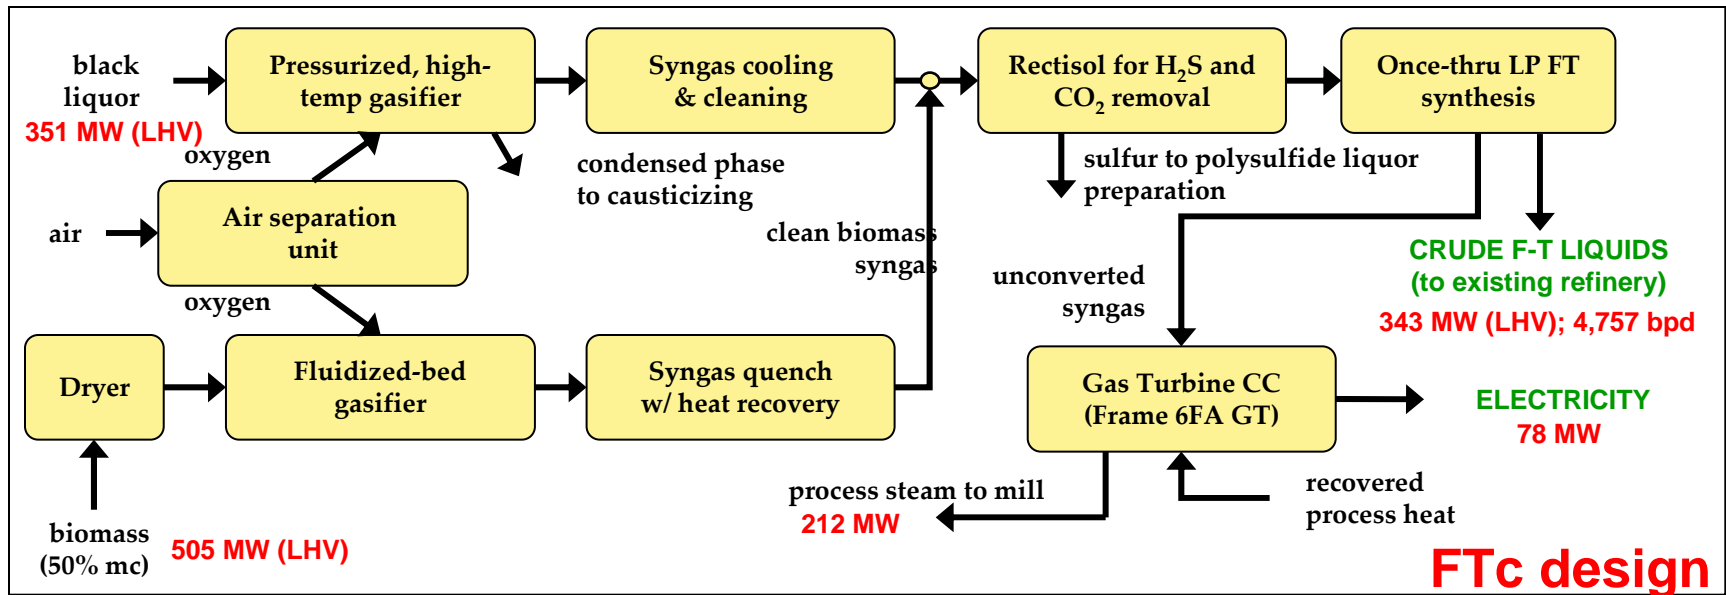 black
liquor
351 MW (LHV)
Pressurized, high-
temp gasifier
Syngas cooling
& cleaning
Rectisol for H₂S and
CO₂ removal
Once-thru LP FT
synthesis
oxygen
condensed phase
to causticizing
sulfur to polysulfide liquor
preparation
air
Air separation
unit
clean biomass
syngas
unconverted
syngas
CRUDE F-T LIQUIDS
(to existing refinery)
343 MW (LHV); 4,757 bpd
oxygen
Dryer
Fluidized-bed
gasifier
Syngas quench
w/ heat recovery
Gas Turbine CC
(Frame 6FA GT)
ELECTRICITY
78 MW
process steam to mill
212 MW
recovered
process heat
biomass
(50% mc)
505 MW (LHV)
FTc design